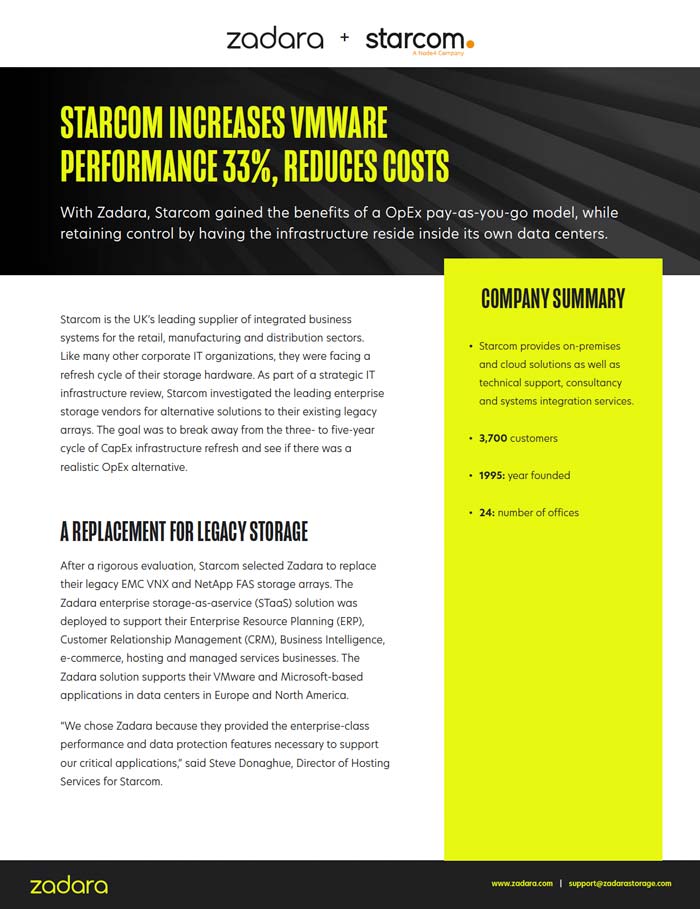 zadara + starcom
A Node4 Company
STARCOM INCREASES VMWARE
PERFORMANCE 33%, REDUCES COSTS
With Zadara, Starcom gained the benefits of a OpEx pay-as-you-go model, while
retaining control by having the infrastructure reside inside its own data centers.
Starcom is the UK's leading supplier of integrated business
systems for the retail, manufacturing and distribution sectors.
Like many other corporate IT organizations, they were facing a
refresh cycle of their storage hardware. As part of a strategic IT
infrastructure review, Starcom investigated the leading enterprise
storage vendors for alternative solutions to their existing legacy
arrays. The goal was to break away from the three- to five-year
cycle of CapEx infrastructure refresh and see if there was a
realistic OpEx alternative.
A REPLACEMENT FOR LEGACY STORAGE
After a rigorous evaluation, Starcom selected Zadara to replace
their legacy EMC VNX and NetApp FAS storage arrays. The
Zadara enterprise storage-as-aservice (STaaS) solution was
deployed to support their Enterprise Resource Planning (ERP),
Customer Relationship Management (CRM), Business Intelligence,
e-commerce, hosting and managed services businesses. The
Zadara solution supports their VMware and Microsoft-based
applications in data centers in Europe and North America.
"We chose Zadara because they provided the enterprise-class
performance and data protection features necessary to support
our critical applications," said Steve Donaghue, Director of Hosting
Services for Starcom.
COMPANY SUMMARY
• Starcom provides on-premises
and cloud solutions as well as
technical support, consultancy
and systems integration services.
• 3,700 customers
• 1995: year founded
• 24: number of offices
zadara
www.zadara.com | support@zadarastorage.com